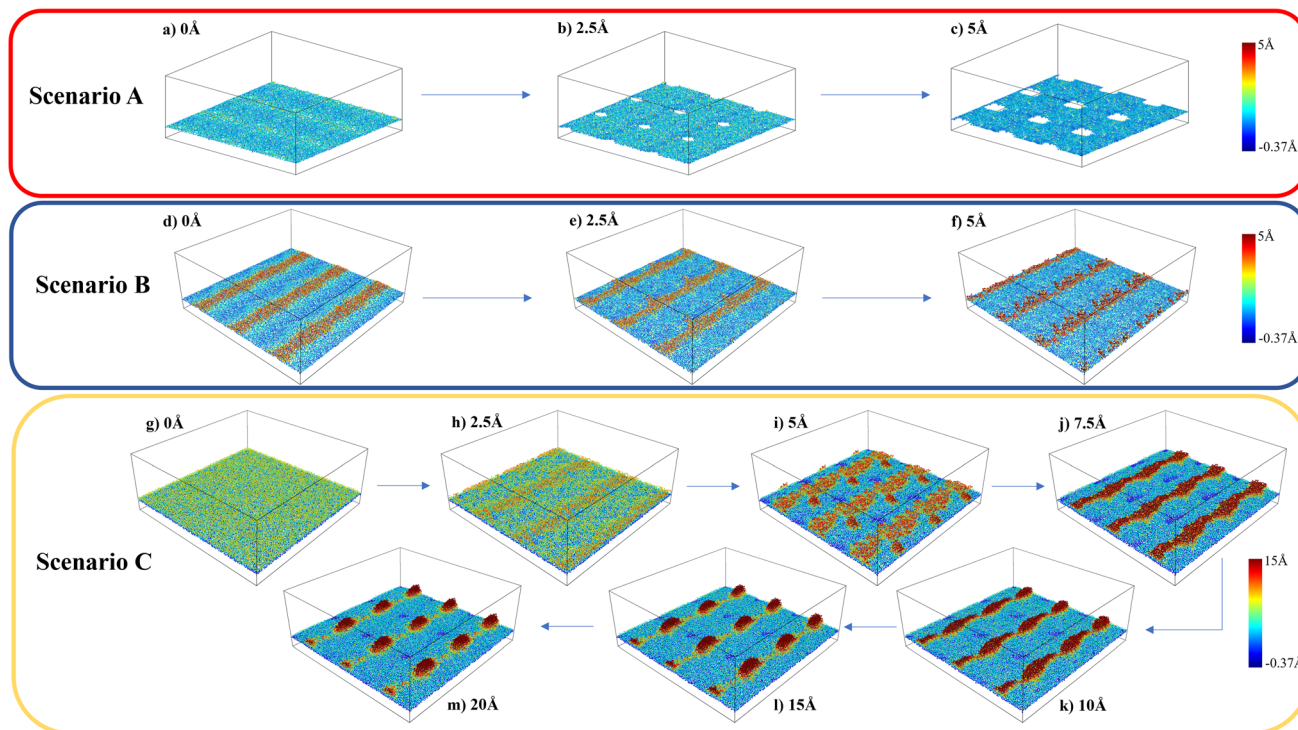 a) 0Å
b) 2.5Å
c) 5Å
5Å
Scenario A
-0.37Å
d) 0Å
e) 2.5Å
f) 5Å
5Å
Scenario B
-0.37Å
g) 0Å
h) 2.5Å
i) 5Å
j) 7.5Å
Scenario C
15Å
-0.37Å
m) 20Å
l) 15Å
k) 10Å